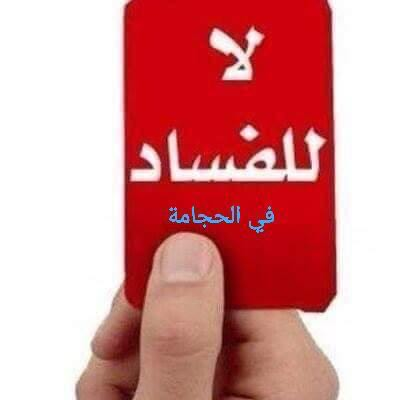 لا
للفساد
في الحجامة